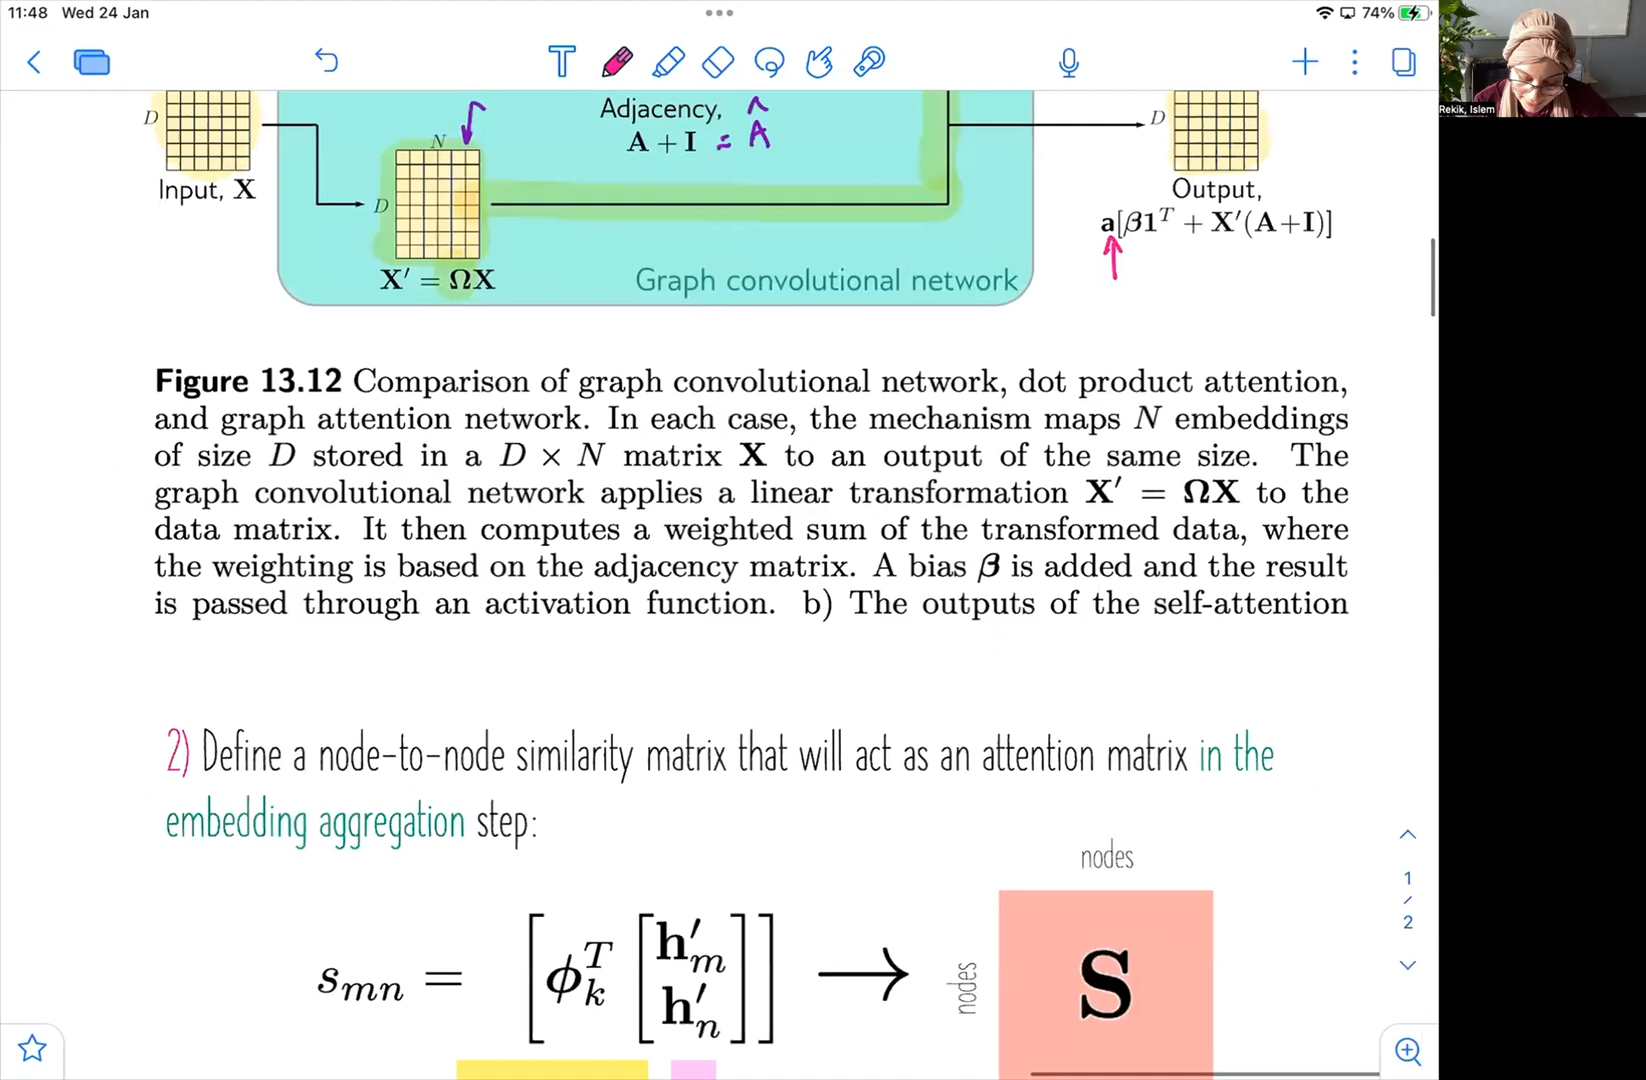 11:48 Wed 24 Jan
74%
Rekik, Islem
D
Input, X
N
D
X′ = ΩX
Adjacency,
A + I = Â
Graph convolutional network
D
Output,
a[β1ᵀ + X′(A+I)]
Figure 13.12 Comparison of graph convolutional network, dot product attention,
and graph attention network. In each case, the mechanism maps N embeddings
of size D stored in a D × N matrix X to an output of the same size. The
graph convolutional network applies a linear transformation X′ = ΩX to the
data matrix. It then computes a weighted sum of the transformed data, where
the weighting is based on the adjacency matrix. A bias β is added and the result
is passed through an activation function. b) The outputs of the self-attention
2) Define a node-to-node similarity matrix that will act as an attention matrix in the
embedding aggregation step:
nodes
s_mn = [φ_k^T [h′_m h′_n]] →
nodes
S
1
/
2